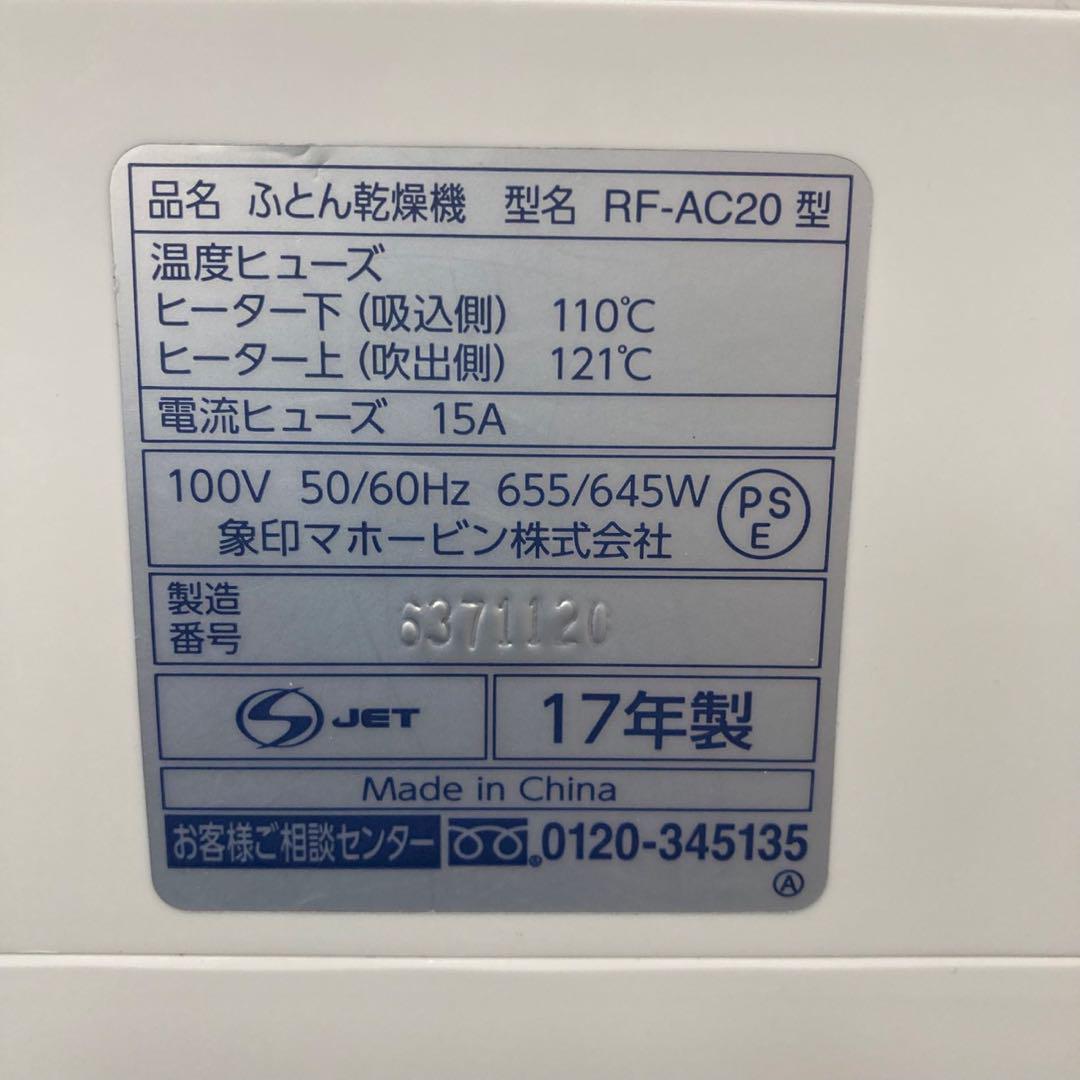 品名 ふとん乾燥機 型名 RF-AC20 型
温度ヒューズ
ヒーター下(吸込側) 110℃
ヒーター上(吹出側) 121℃
電流ヒューズ 15A
100V 50/60Hz 655/645W
PS
E
象印マホービン株式会社
製造
番号
6371120
S JET
17年製
Made in China
お客様ご相談センター 0120-345135
A